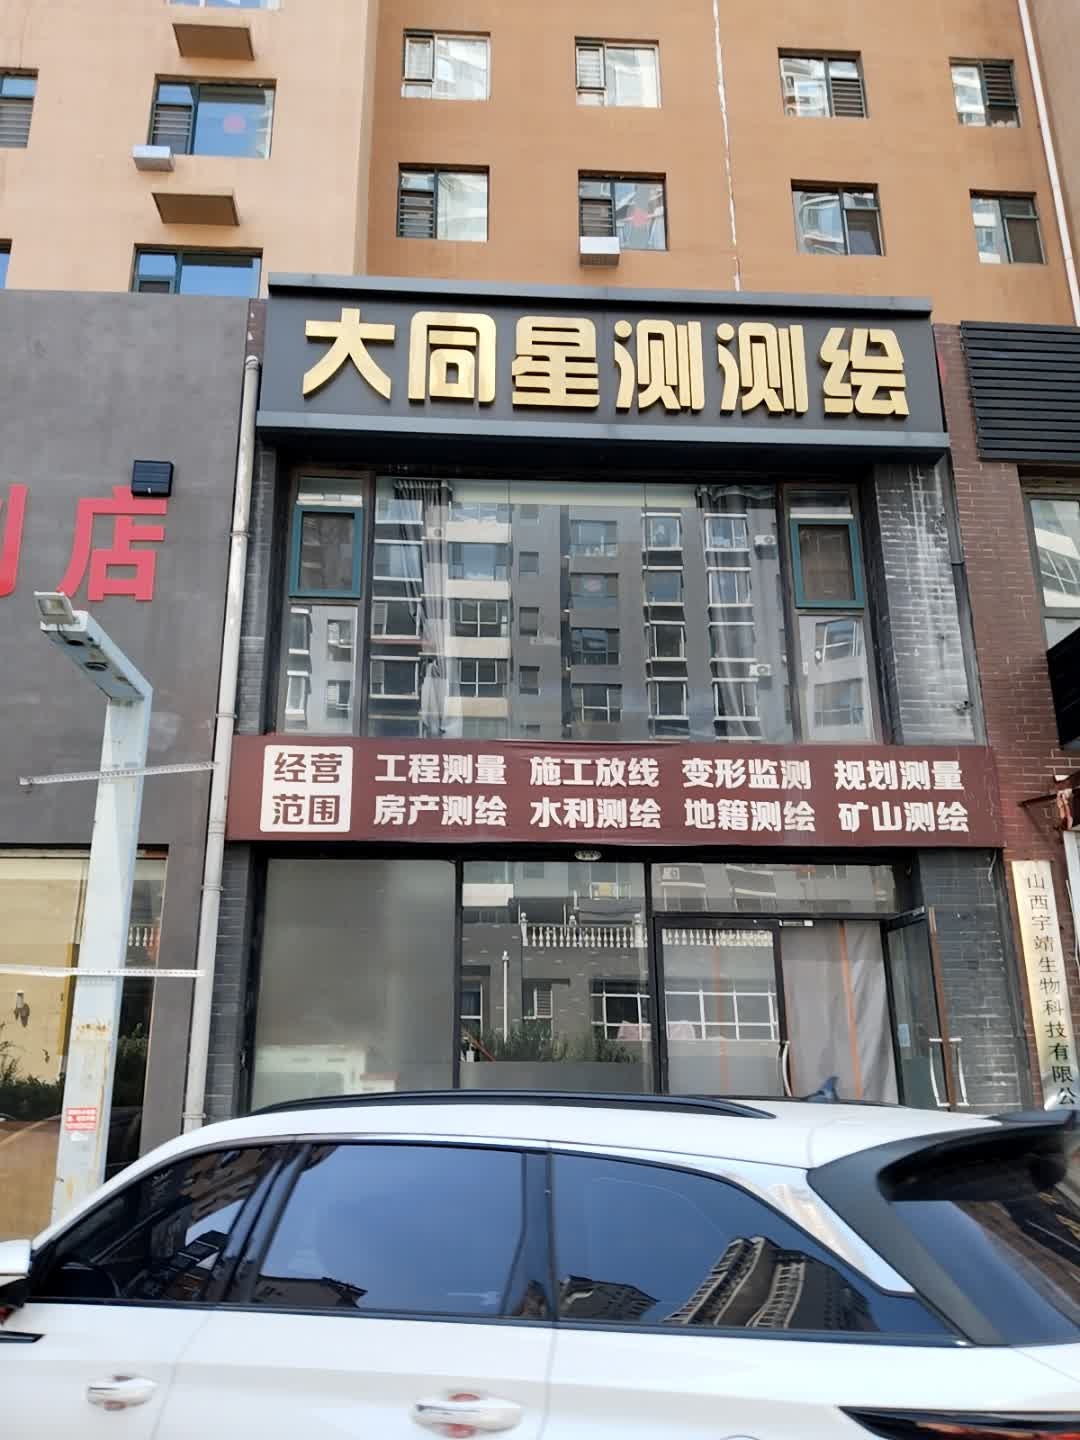 大同星测测绘
店
经营范围
工程测量 施工放线 变形监测 规划测量
房产测绘 水利测绘 地籍测绘 矿山测绘
山西宇靖生物科技有限公